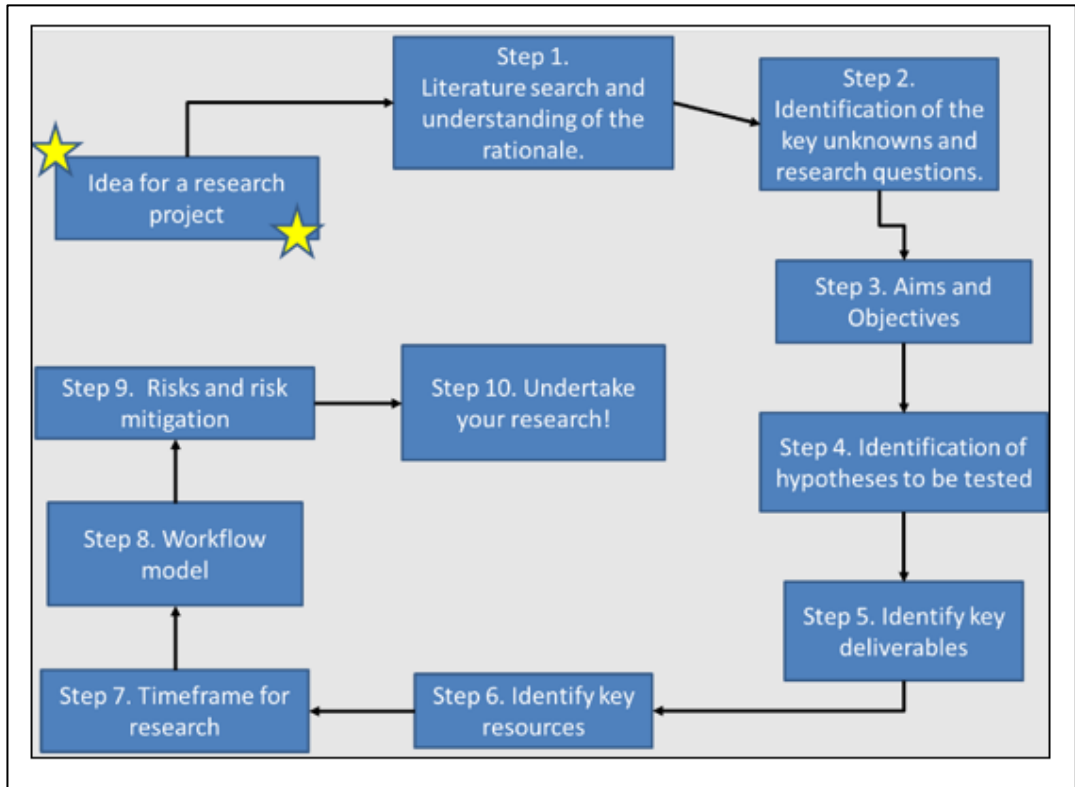 Idea for a research
project
Step 1.
Literature search and
understanding of the
rationale.
Step 2.
Identification of the
key unknowns and
research questions.
Step 3. Aims and
Objectives
Step 4. Identification of
hypotheses to be tested
Step 5. Identify key
deliverables
Step 6. Identify key
resources
Step 7. Timeframe for
research
Step 8. Workflow
model
Step 9. Risks and risk
mitigation
Step 10. Undertake
your research!